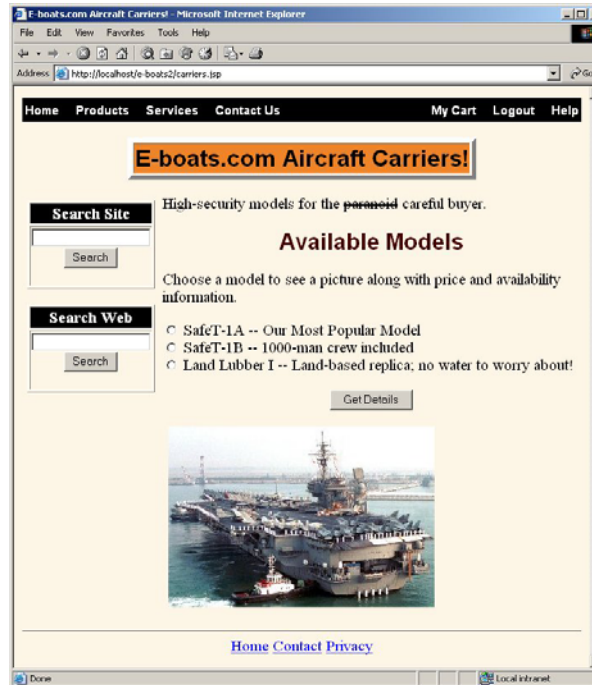 E-boats.com Aircraft Carriers! - Microsoft Internet Explorer
File Edit View Favorites Tools Help
Address http://localhost/e-boats2/carriers.jsp Go
Home Products Services Contact Us My Cart Logout Help
E-boats.com Aircraft Carriers!
Search Site
Search
Search Web
Search
High-security models for the paranoid careful buyer.
Available Models
Choose a model to see a picture along with price and availability
information.
SafeT-1A -- Our Most Popular Model
SafeT-1B -- 1000-man crew included
Land Lubber I -- Land-based replica; no water to worry about!
Get Details
Home Contact Privacy
Done Local intranet